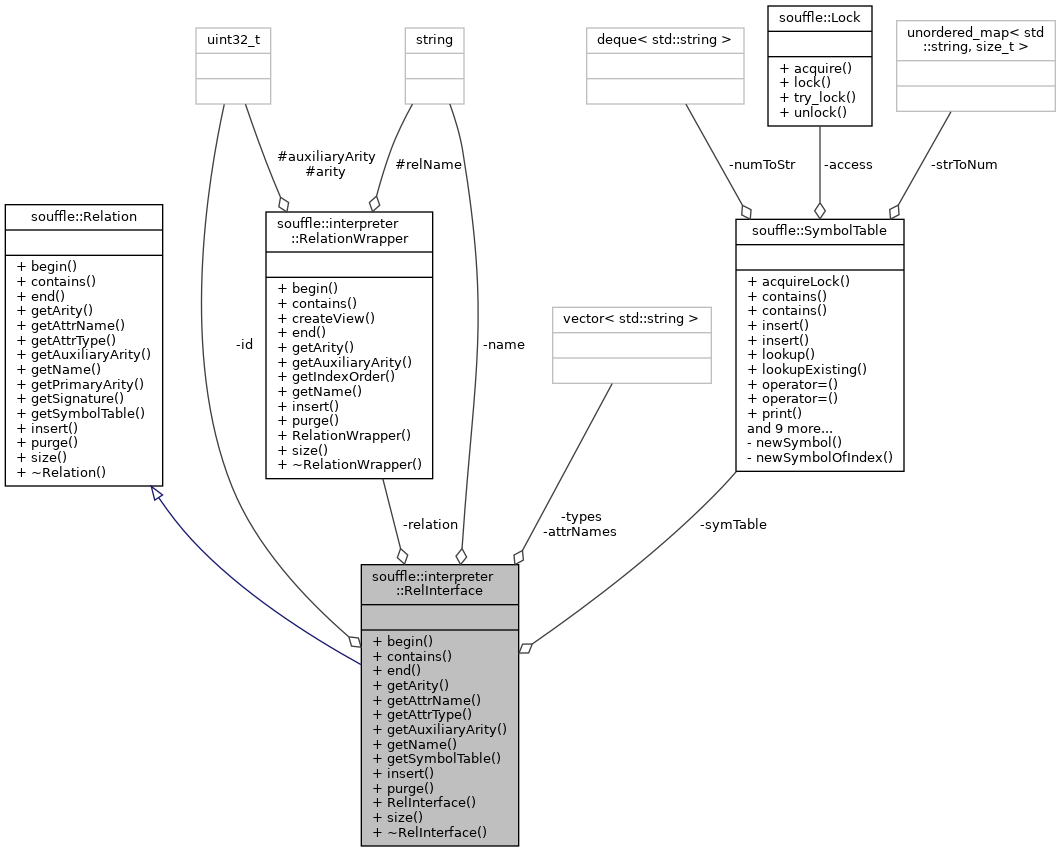 uint32_t
string
deque< std::string >
souffle::Lock
+ acquire()
+ lock()
+ try_lock()
+ unlock()
unordered_map< std
::string, size_t >
#auxiliaryArity
#arity
#relName
-numToStr
-access
-strToNum
souffle::Relation
+ begin()
+ contains()
+ end()
+ getArity()
+ getAttrName()
+ getAttrType()
+ getAuxiliaryArity()
+ getName()
+ getPrimaryArity()
+ getSignature()
+ getSymbolTable()
+ insert()
+ purge()
+ size()
+ ~Relation()
-id
souffle::interpreter
::RelationWrapper
+ begin()
+ contains()
+ createView()
+ end()
+ getArity()
+ getAuxiliaryArity()
+ getIndexOrder()
+ getName()
+ insert()
+ purge()
+ RelationWrapper()
+ size()
+ ~RelationWrapper()
-name
vector< std::string >
souffle::SymbolTable
+ acquireLock()
+ contains()
+ contains()
+ insert()
+ insert()
+ lookup()
+ lookupExisting()
+ operator=()
+ operator=()
+ print()
and 9 more...
- newSymbol()
- newSymbolOfIndex()
-relation
-types
-attrNames
-symTable
souffle::interpreter
::RelInterface
+ begin()
+ contains()
+ end()
+ getArity()
+ getAttrName()
+ getAttrType()
+ getAuxiliaryArity()
+ getName()
+ getSymbolTable()
+ insert()
+ purge()
+ RelInterface()
+ size()
+ ~RelInterface()